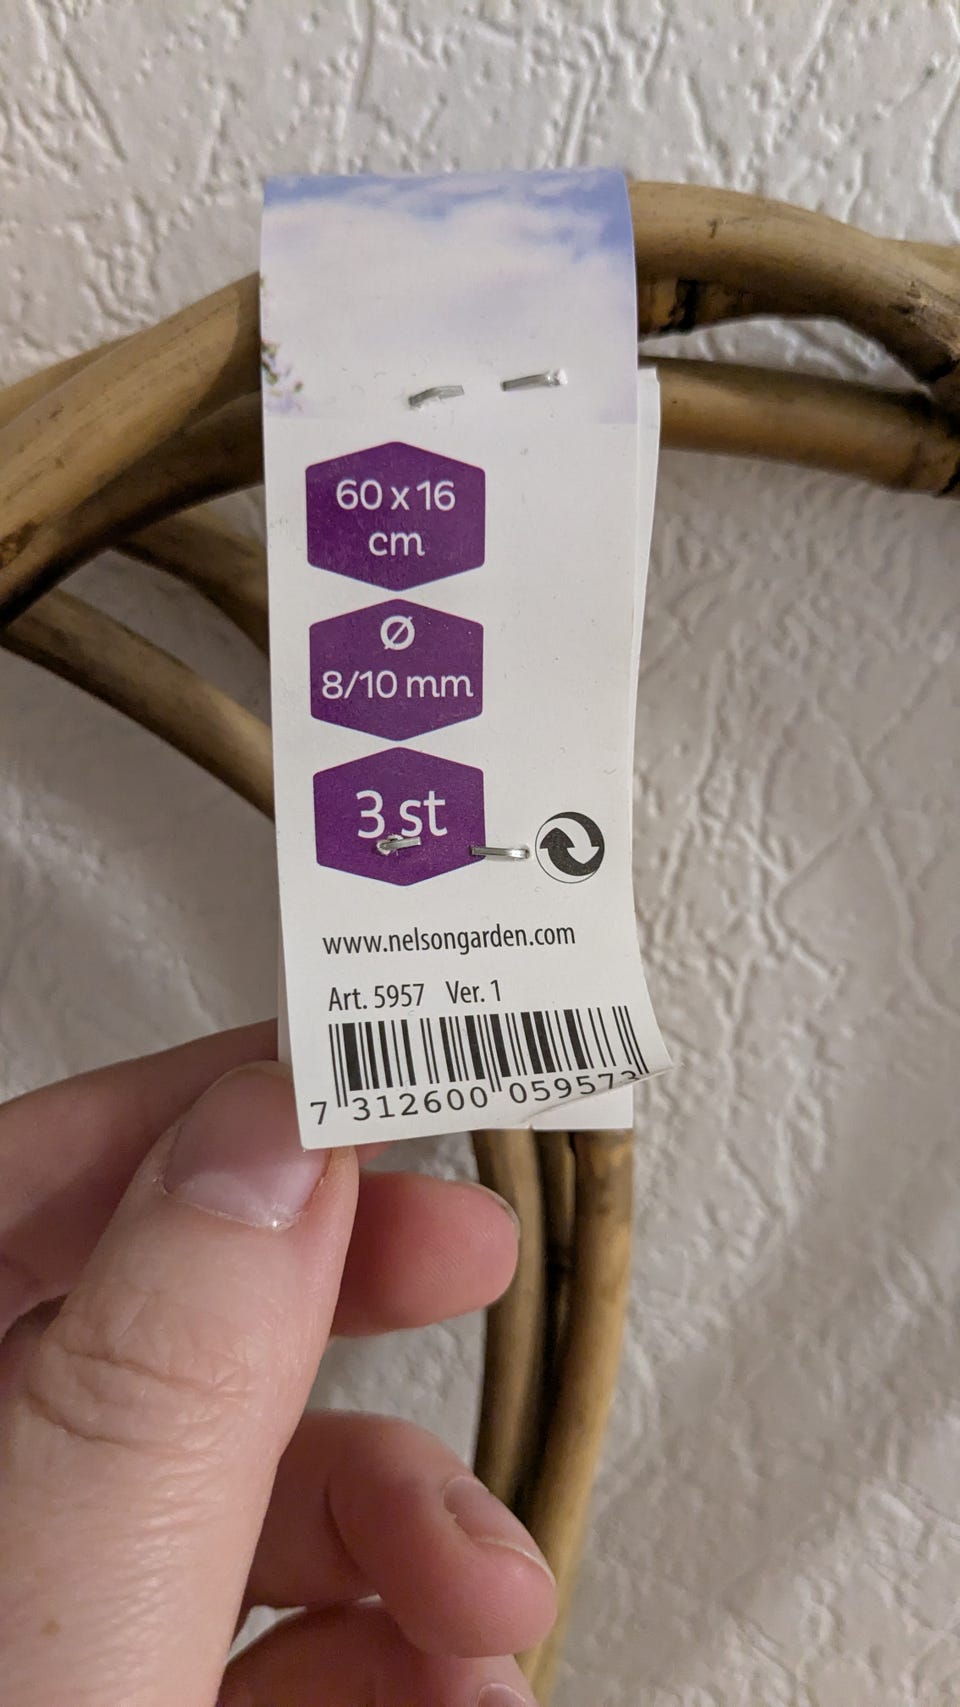 60 x 16
cm
Ø
8/10 mm
3 st
www.nelsongarden.com
Art. 5957 Ver. 1
7 312600 059573